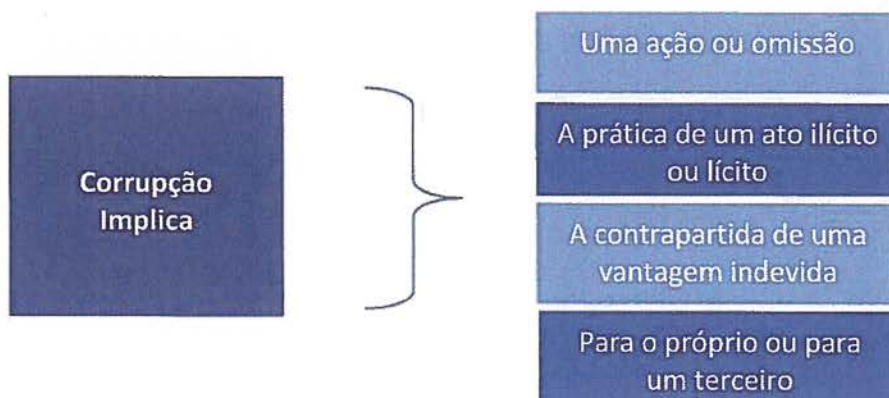 Corrupção
Implica
Uma ação ou omissão
A prática de um ato ilícito
ou lícito
A contrapartida de uma
vantagem indevida
Para o próprio ou para
um terceiro